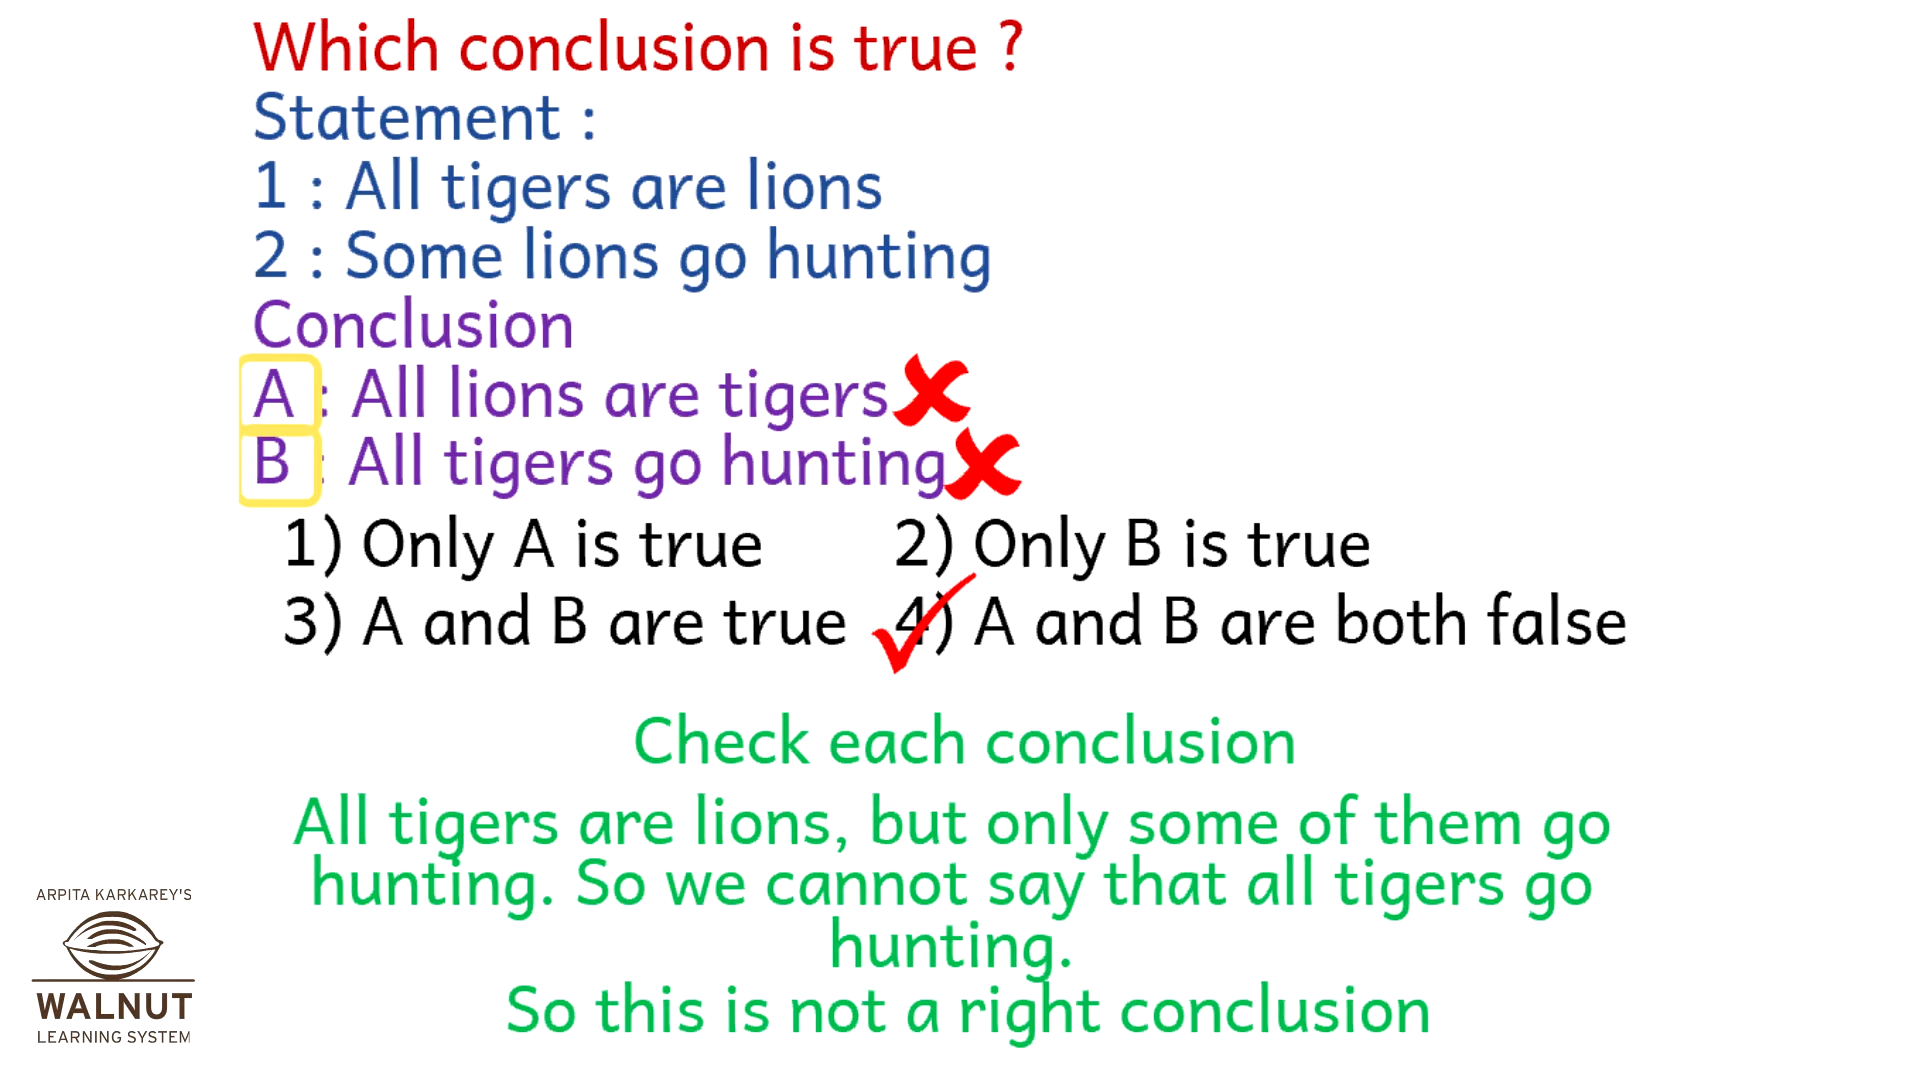 Which conclusion is true ?
Statement :
1 : All tigers are lions
2 : Some lions go hunting
Conclusion
A : All lions are tigers
B : All tigers go hunting
1) Only A is true 2) Only B is true
3) A and B are true 4) A and B are both false
Check each conclusion
All tigers are lions, but only some of them go
hunting. So we cannot say that all tigers go
hunting.
So this is not a right conclusion
ARPITA KARKAREY'S
WALNUT
LEARNING SYSTEM